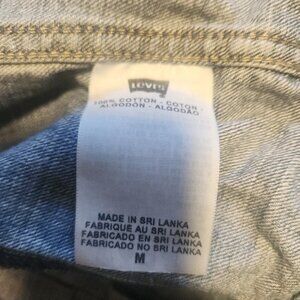 Levi's
100% COTTON - COTON -
ALGODÓN - ALGODÃO
MADE IN SRI LANKA
FABRIQUE AU SRI LANKA
FABRICADO EN SRI LANKA
FABRICADO NO SRI LANKA
M